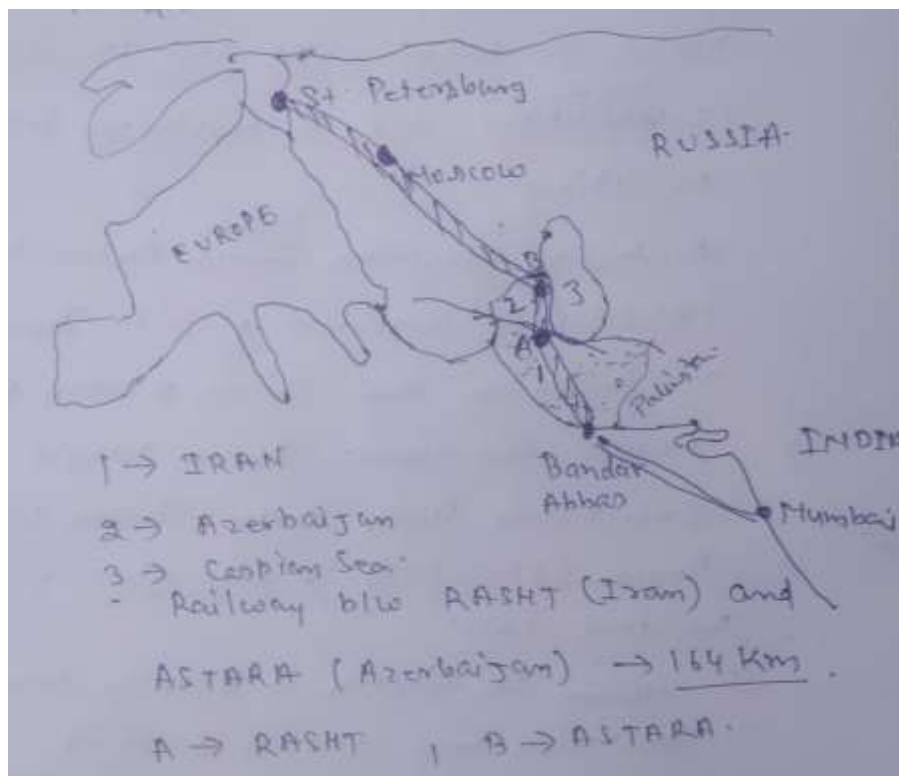 St. Petersburg
RUSSIA
Moscow
EUROPE
B
2
3
A
1
INDIA
Bandar
Abbas
Mumbai
1 → IRAN
2 → Azerbaijan
3 → Caspian Sea.
Railway b/w RASHT (Iran) and
ASTARA (Azerbaijan) → 164 Km.
A → RASHT , B → ASTARA.